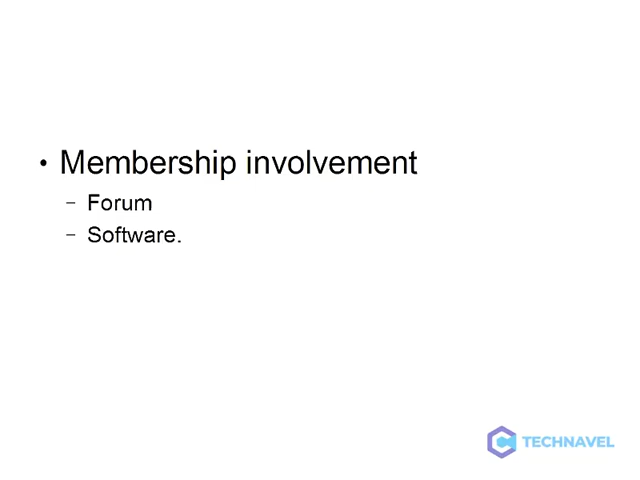 • Membership involvement
– Forum
– Software.
TECHNAVEL